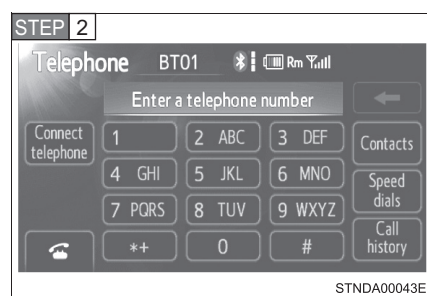 STEP 2
Telephone BT01 Rm
Enter a telephone number
Connect telephone
1
2 ABC
3 DEF
Contacts
4 GHI
5 JKL
6 MNO
Speed dials
7 PQRS
8 TUV
9 WXYZ
Call history
*+
0
#
STNDA00043E